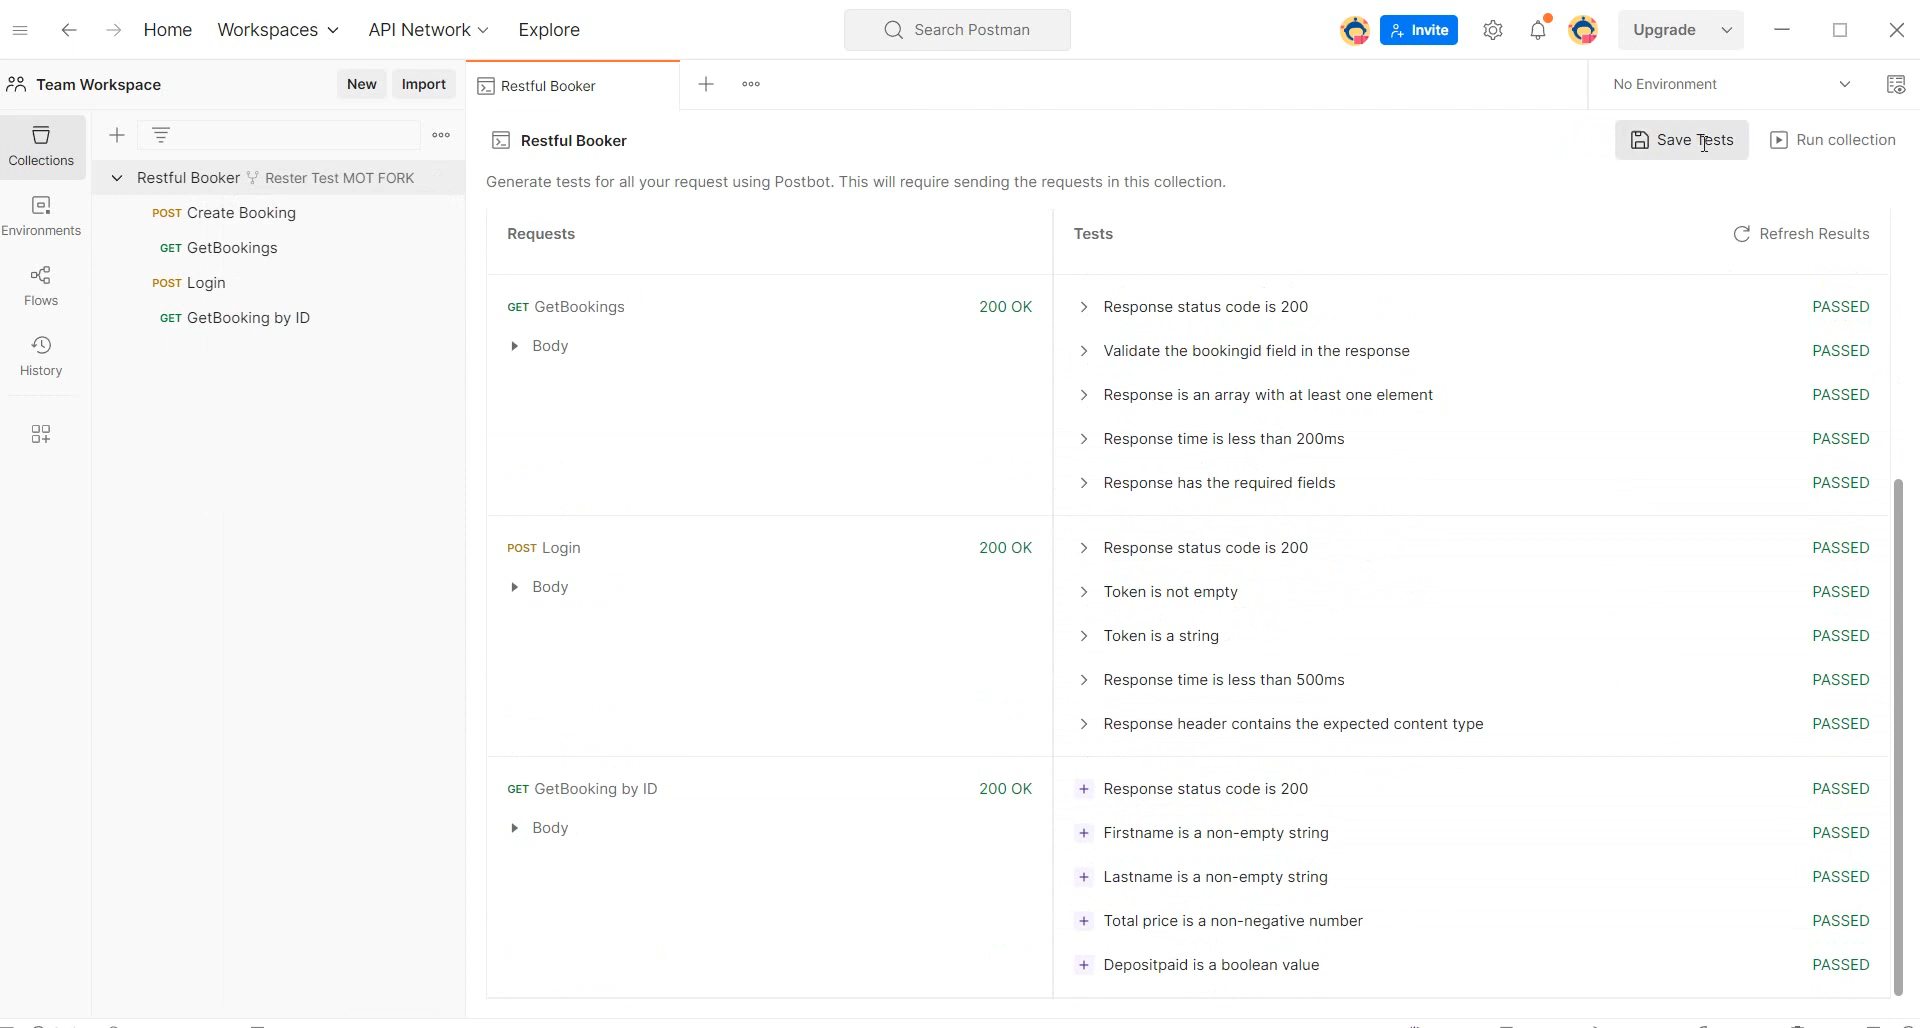 Home Workspaces API Network Explore Search Postman Invite Upgrade
Team Workspace New Import Restful Booker No Environment
Collections
Environments
Flows
History
Restful Booker Rester Test MOT FORK
POST Create Booking
GET GetBookings
POST Login
GET GetBooking by ID
Restful Booker Save Tests Run collection
Generate tests for all your request using Postbot. This will require sending the requests in this collection.
Requests Tests Refresh Results
GET GetBookings 200 OK Response status code is 200 PASSED
Body Validate the bookingid field in the response PASSED
Response is an array with at least one element PASSED
Response time is less than 200ms PASSED
Response has the required fields PASSED
POST Login 200 OK Response status code is 200 PASSED
Body Token is not empty PASSED
Token is a string PASSED
Response time is less than 500ms PASSED
Response header contains the expected content type PASSED
GET GetBooking by ID 200 OK Response status code is 200 PASSED
Body Firstname is a non-empty string PASSED
Lastname is a non-empty string PASSED
Total price is a non-negative number PASSED
Depositpaid is a boolean value PASSED